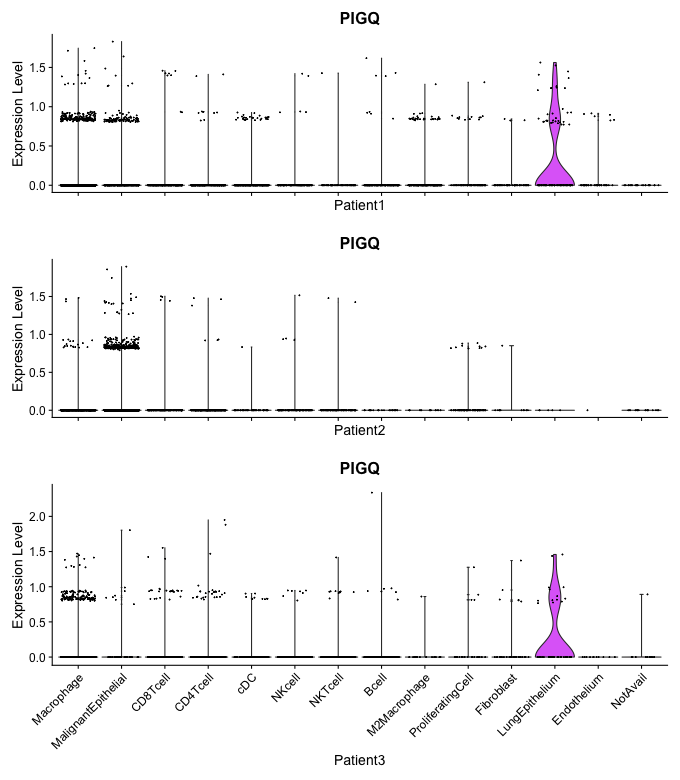 PIGQ
Expression Level
1.5
1.0
0.5
0.0
Patient1
PIGQ
Expression Level
1.5
1.0
0.5
0.0
Patient2
PIGQ
Expression Level
2.0
1.5
1.0
0.5
0.0
Macrophage
MalignantEpithelial
CD8Tcell
CD4Tcell
cDC
NKcell
NKTcell
Bcell
M2Macrophage
ProliferatingCell
Fibroblast
LungEpithelium
Endothelium
NotAvail
Patient3